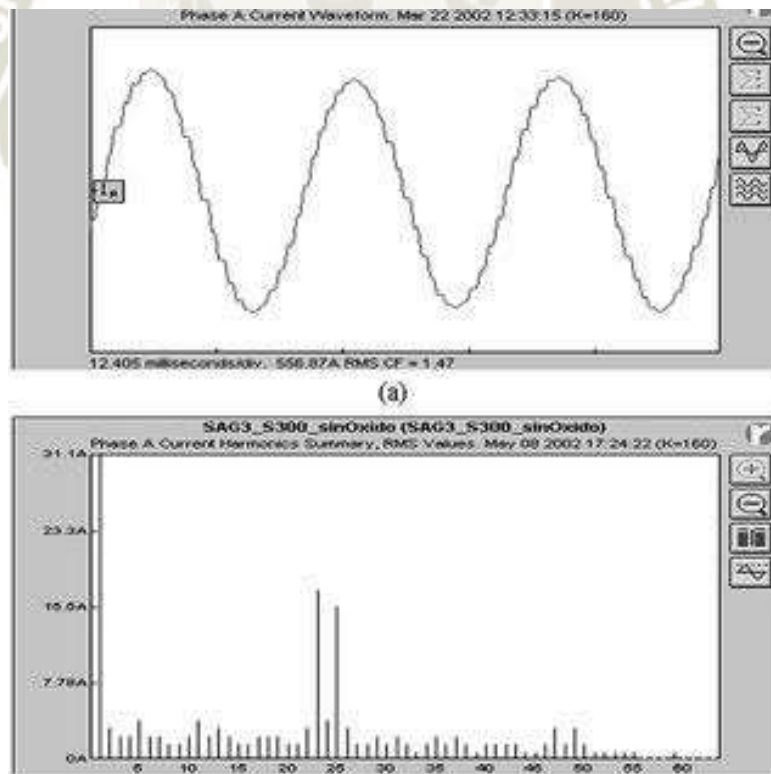 Phase A Current Waveform. Mar 22 2002 12:33:15 (K=160)
12.405 milliseconds/div. 556.87A RMS CF = 1.47
(a)
SAG3_S300_sinOxido (SAG3_S300_sinOxido)
Phase A Current Harmonics Summary, RMS Values. May 08 2002 17:24:22 (K=160)
31.1A
23.3A
15.5A
7.78A
0A
5 10 15 20 25 30 35 40 45 50 55 60